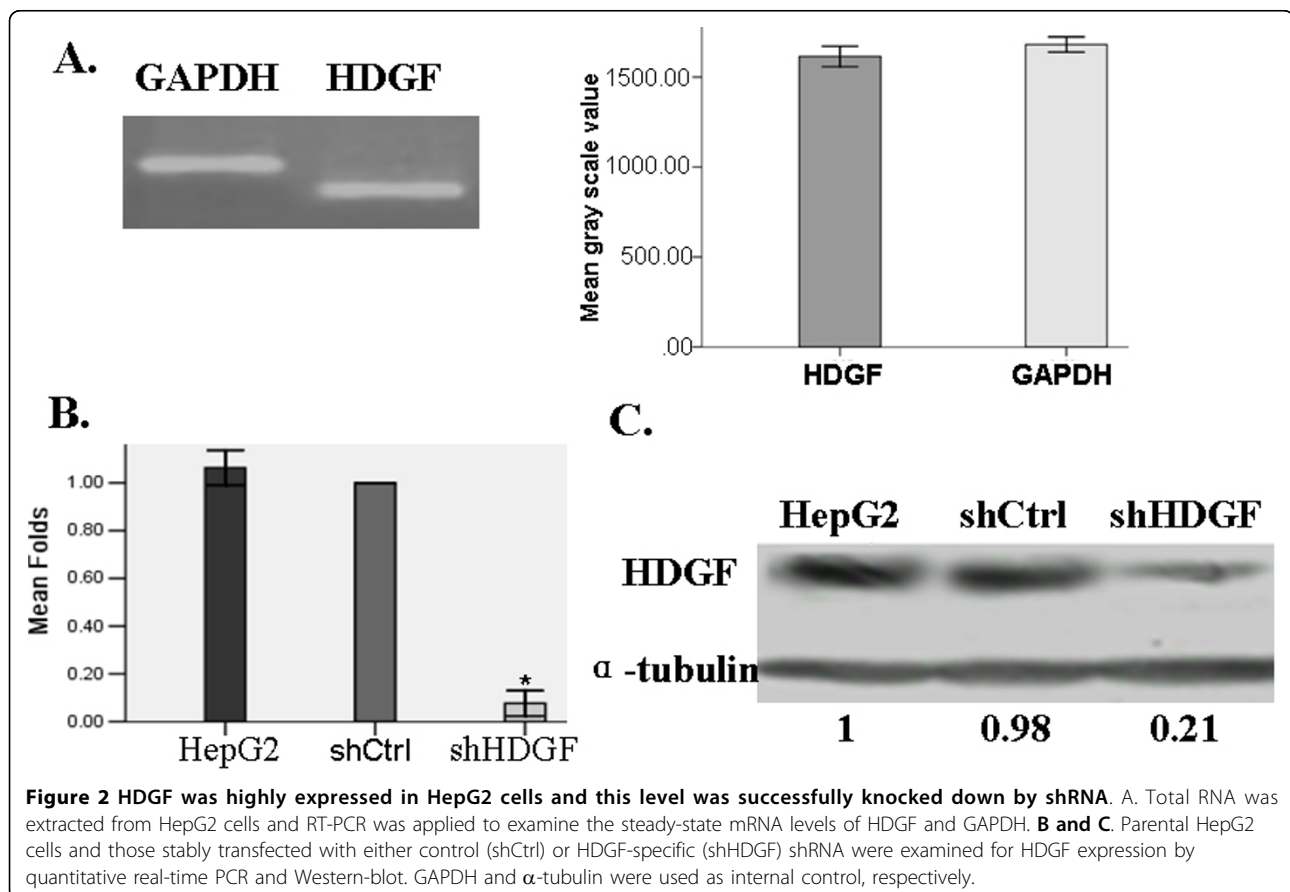 A.
GAPDH HDGF
Mean gray scale value
1500.00
1000.00
500.00
.00
HDGF GAPDH
B.
Mean Folds
1.00
0.80
0.60
0.40
0.20
0.00
*
HepG2 shCtrl shHDGF
C.
HepG2 shCtrl shHDGF
HDGF
α -tubulin
1 0.98 0.21
Figure 2 HDGF was highly expressed in HepG2 cells and this level was successfully knocked down by shRNA. A. Total RNA was
extracted from HepG2 cells and RT-PCR was applied to examine the steady-state mRNA levels of HDGF and GAPDH. B and C. Parental HepG2
cells and those stably transfected with either control (shCtrl) or HDGF-specific (shHDGF) shRNA were examined for HDGF expression by
quantitative real-time PCR and Western-blot. GAPDH and α-tubulin were used as internal control, respectively.